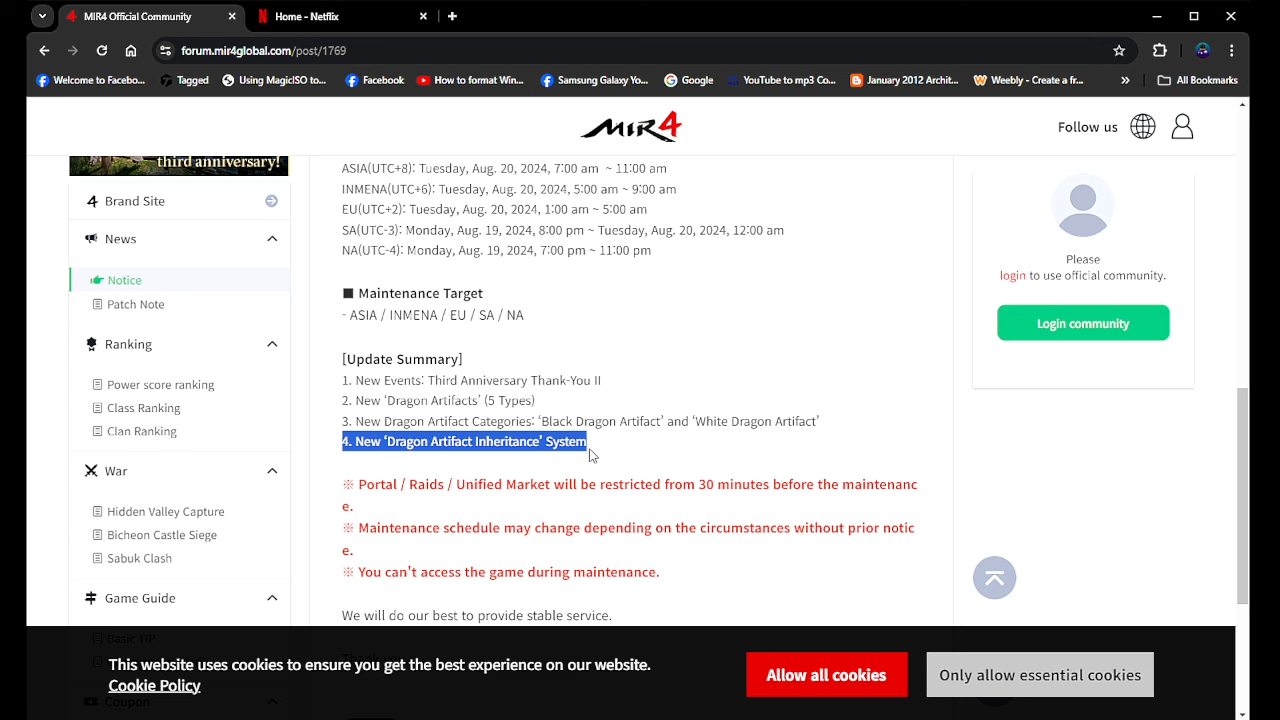 MIR4 Official Community
Home - Netflix
forum.mir4global.com/post/1769
Welcome to Facebo...
Tagged
Using MagicISO to...
Facebook
How to format Win...
Samsung Galaxy Yo...
Google
YouTube to mp3 Co...
January 2012 Archit...
Weebly - Create a fr...
»
All Bookmarks
MIR4
Follow us
third anniversary!
Brand Site
News
Notice
Patch Note
Ranking
Power score ranking
Class Ranking
Clan Ranking
War
Hidden Valley Capture
Bicheon Castle Siege
Sabuk Clash
Game Guide
Basic TIP
Coupon
ASIA(UTC+8): Tuesday, Aug. 20, 2024, 7:00 am ~ 11:00 am
INMENA(UTC+6): Tuesday, Aug. 20, 2024, 5:00 am ~ 9:00 am
EU(UTC+2): Tuesday, Aug. 20, 2024, 1:00 am ~ 5:00 am
SA(UTC-3): Monday, Aug. 19, 2024, 8:00 pm ~ Tuesday, Aug. 20, 2024, 12:00 am
NA(UTC-4): Monday, Aug. 19, 2024, 7:00 pm ~ 11:00 pm
■ Maintenance Target
- ASIA / INMENA / EU / SA / NA
[Update Summary]
1. New Events: Third Anniversary Thank-You II
2. New ‘Dragon Artifacts’ (5 Types)
3. New Dragon Artifact Categories: ‘Black Dragon Artifact’ and ‘White Dragon Artifact’
4. New ‘Dragon Artifact Inheritance’ System
※ Portal / Raids / Unified Market will be restricted from 30 minutes before the maintenanc
e.
※ Maintenance schedule may change depending on the circumstances without prior notic
e.
※ You can't access the game during maintenance.
We will do our best to provide stable service.
Please
login to use official community.
Login community
This website uses cookies to ensure you get the best experience on our website.
Cookie Policy
Allow all cookies
Only allow essential cookies